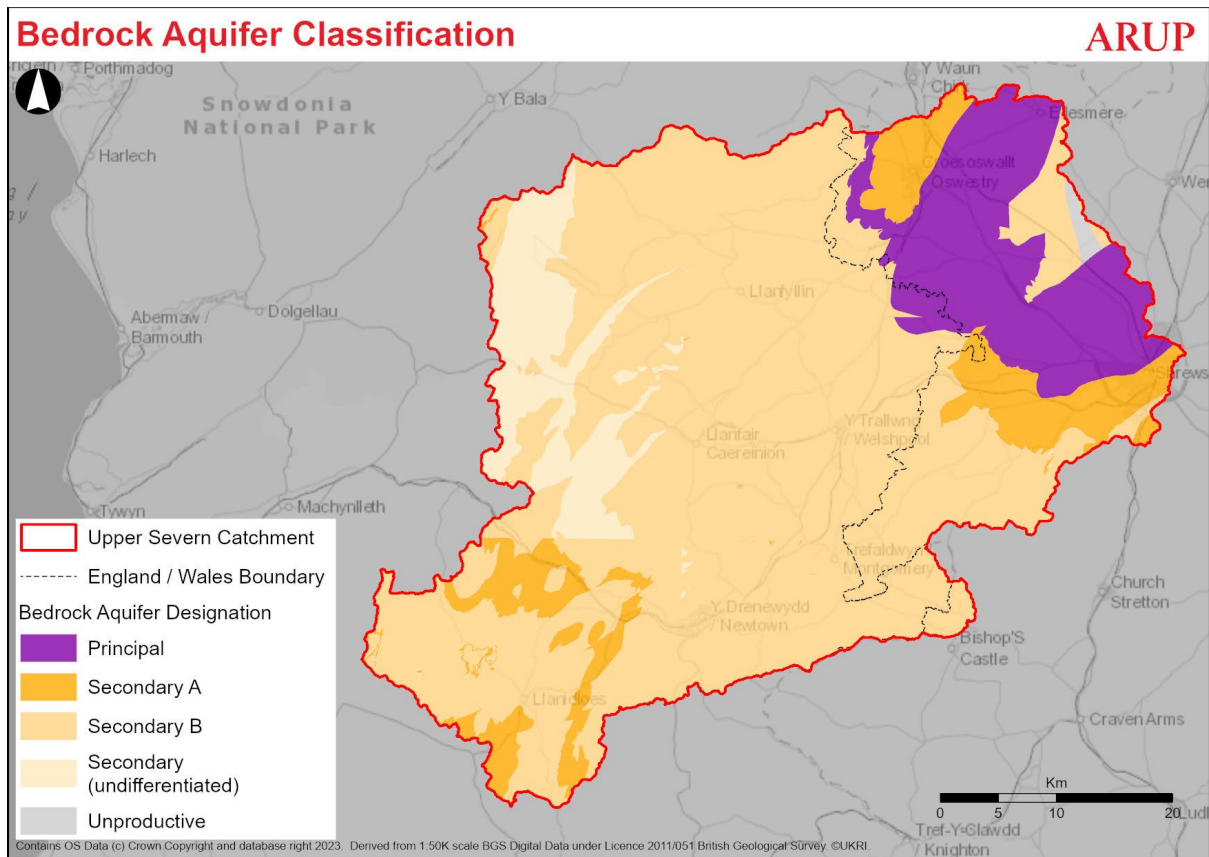 Bedrock Aquifer Classification
ARUP
Porthmadog
Snowdonia
National Park
Y Bala
Y Waun
Harlech
Croesoswallt
Oswestry
Llanfyllin
Abermaw /
Barmouth
Dolgellau
Y Trallwng
/ Welshpool
Llanfair
Caereinion
Tywyn
Machynlleth
Trefaldwyn
Montgomery
Y Drenewydd
/ Newtown
Church
Stretton
Bishop'S
Castle
Llanidloes
Craven Arms
Tref-Y-Clawdd
Knighton
Upper Severn Catchment
England / Wales Boundary
Bedrock Aquifer Designation
Principal
Secondary A
Secondary B
Secondary
(undifferentiated)
Unproductive
Km
0 5 10 20
Contains OS Data (c) Crown Copyright and database right 2023. Derived from 1:50K scale BGS Digital Data under Licence 2011/051 British Geological Survey. ©UKRI.